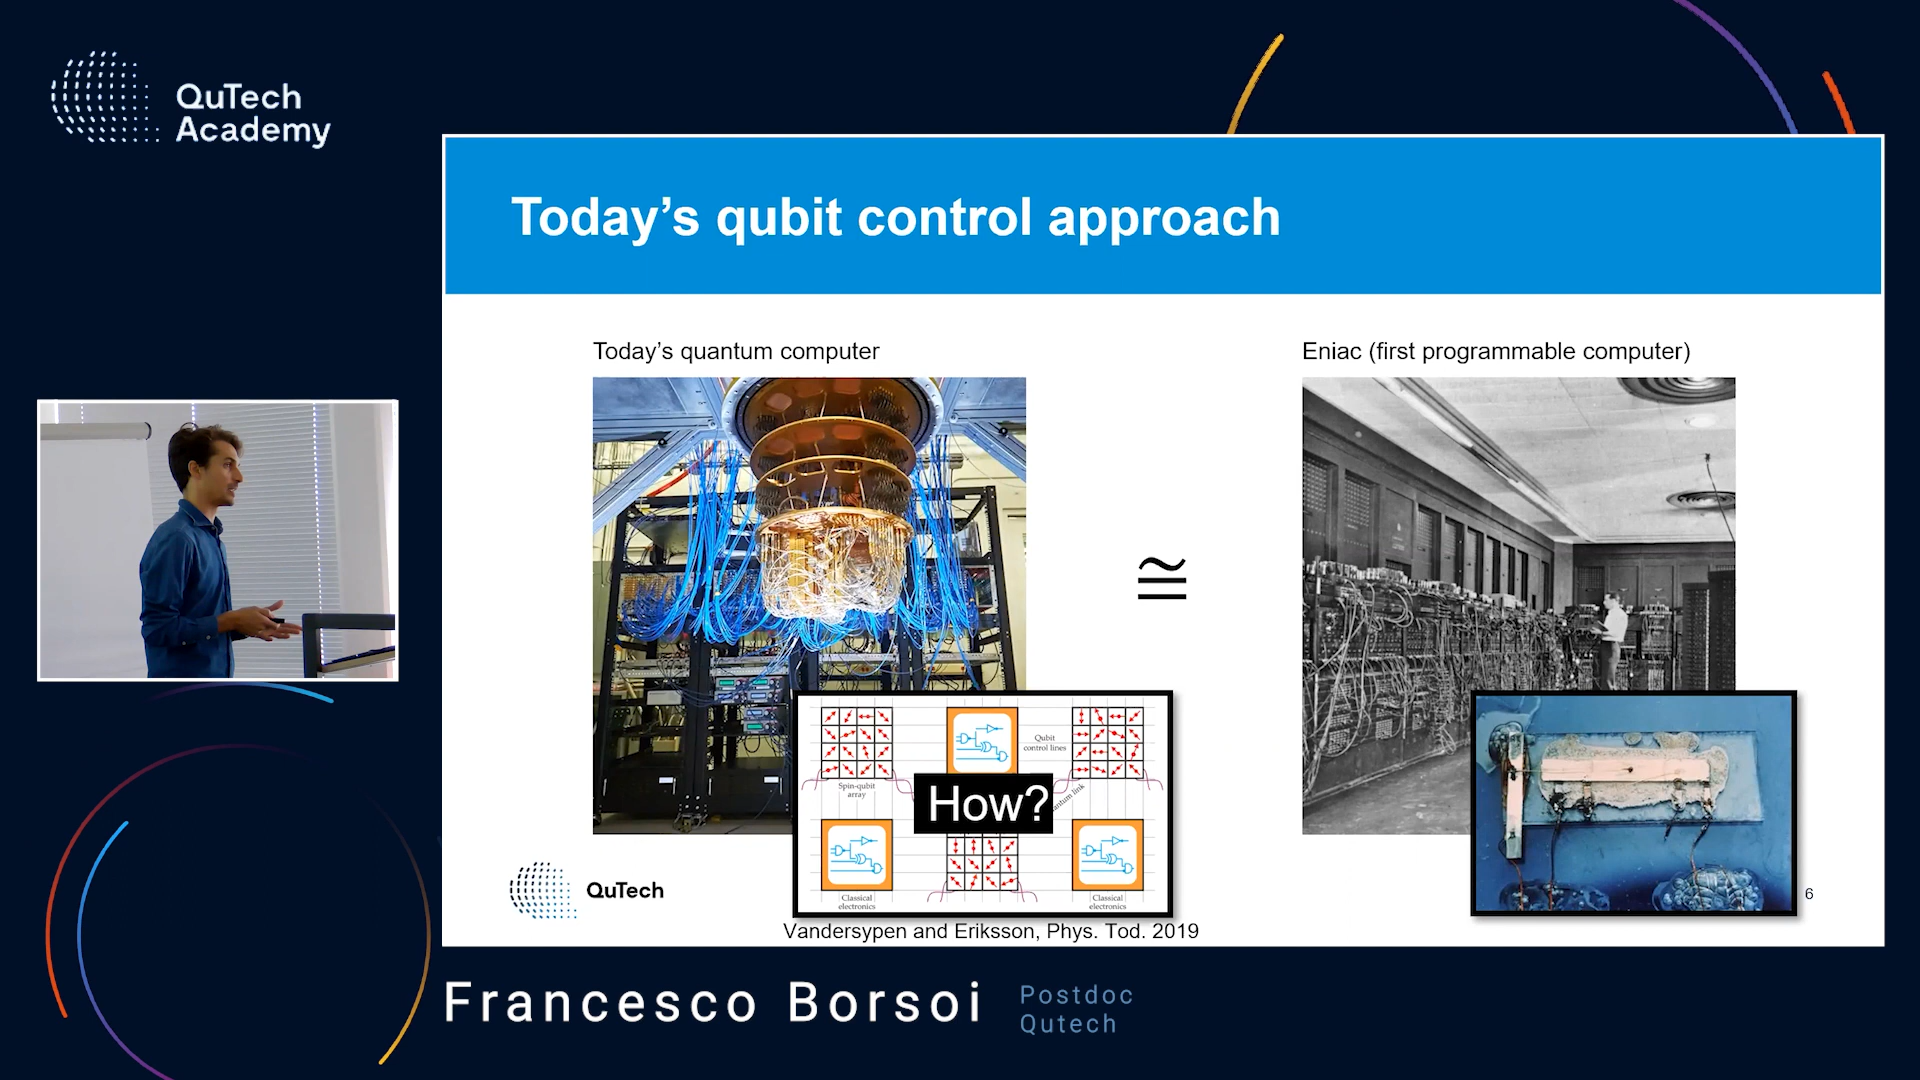 QuTech
Academy
Today's qubit control approach
Today's quantum computer
Eniac (first programmable computer)
≅
Qubit
control lines
Spin-qubit
array
How?
Classical
electronics
Classical
electronics
QuTech
6
Vandersypen and Eriksson, Phys. Tod. 2019
Francesco Borsoi
Postdoc
Qutech